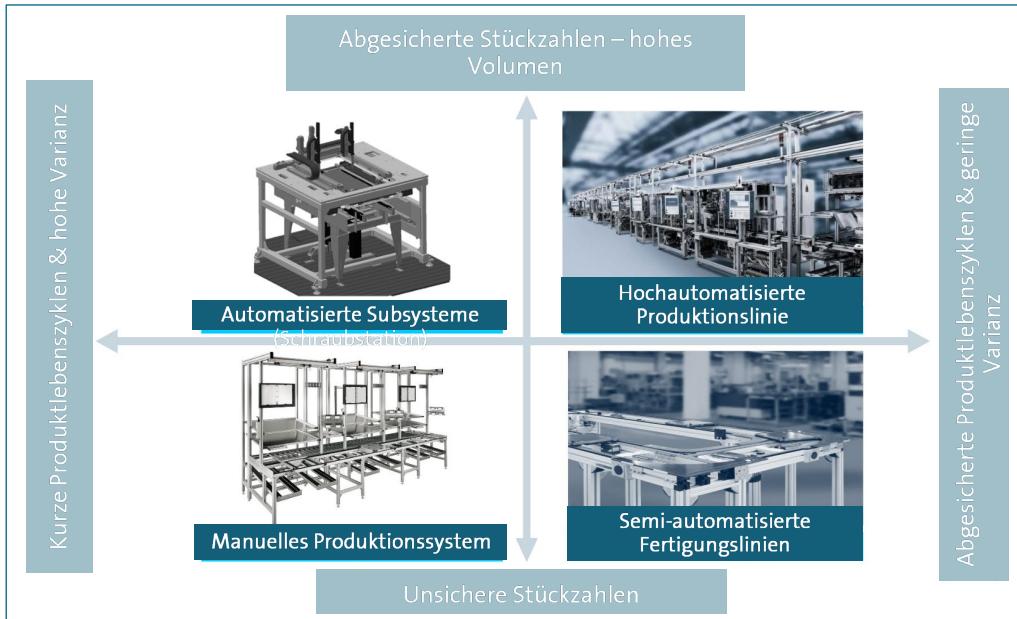 Abgesicherte Stückzahlen – hohes
Volumen
Kurze Produktlebenszyklen & hohe Varianz
Abgesicherte Produktlebenszyklen & geringe
Varianz
Automatisierte Subsysteme
(Schraubstation)
Hochautomatisierte
Produktionslinie
Manuelles Produktionssystem
Semi-automatisierte
Fertigungslinien
Unsichere Stückzahlen